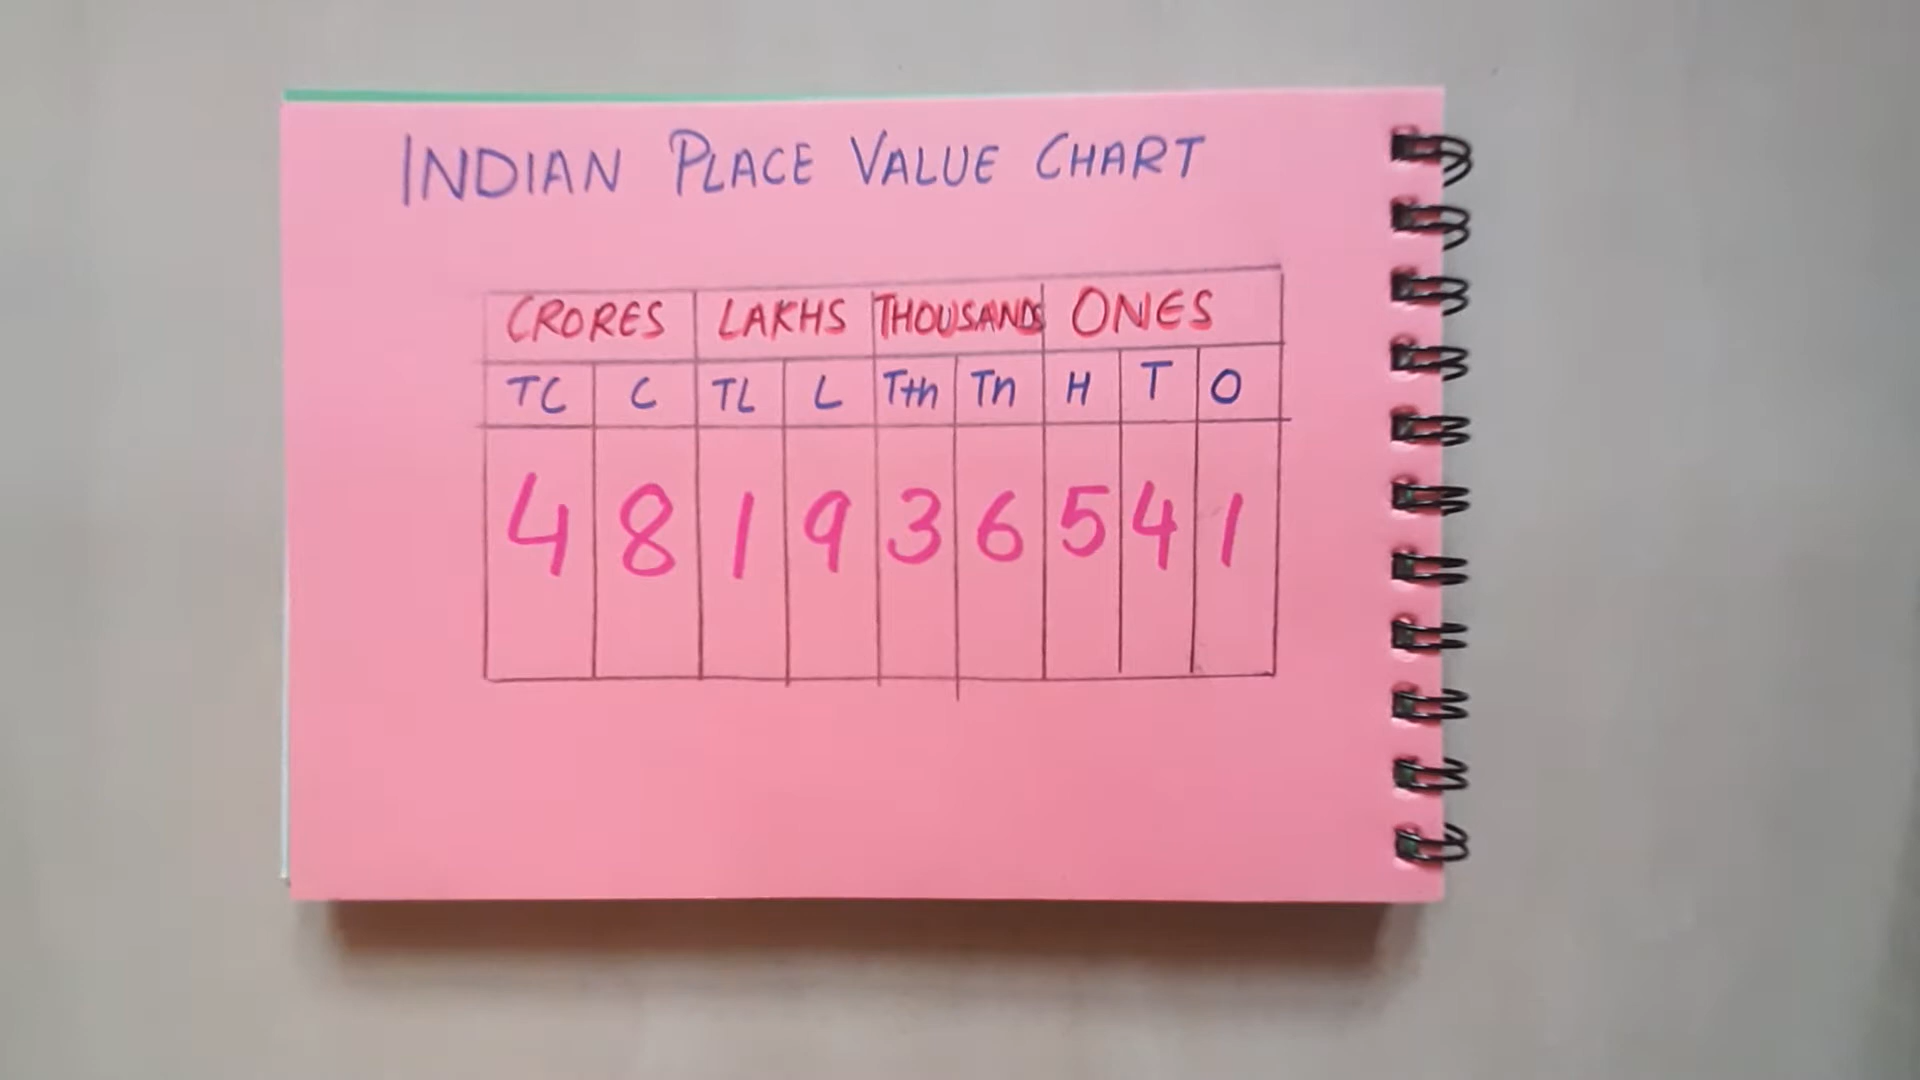 INDIAN PLACE VALUE CHART
CRORES LAKHS THOUSANDS ONES
TC C TL L Tth Th H T O
4 8 1 9 3 6 5 4 1